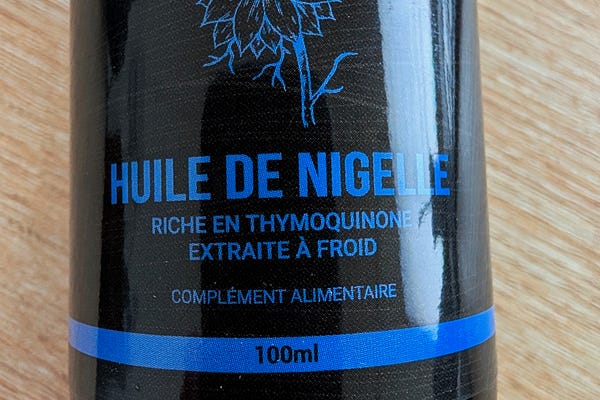 HUILE DE NIGELLE
RICHE EN THYMOQUINONE
EXTRAITE À FROID
COMPLÉMENT ALIMENTAIRE
100ml